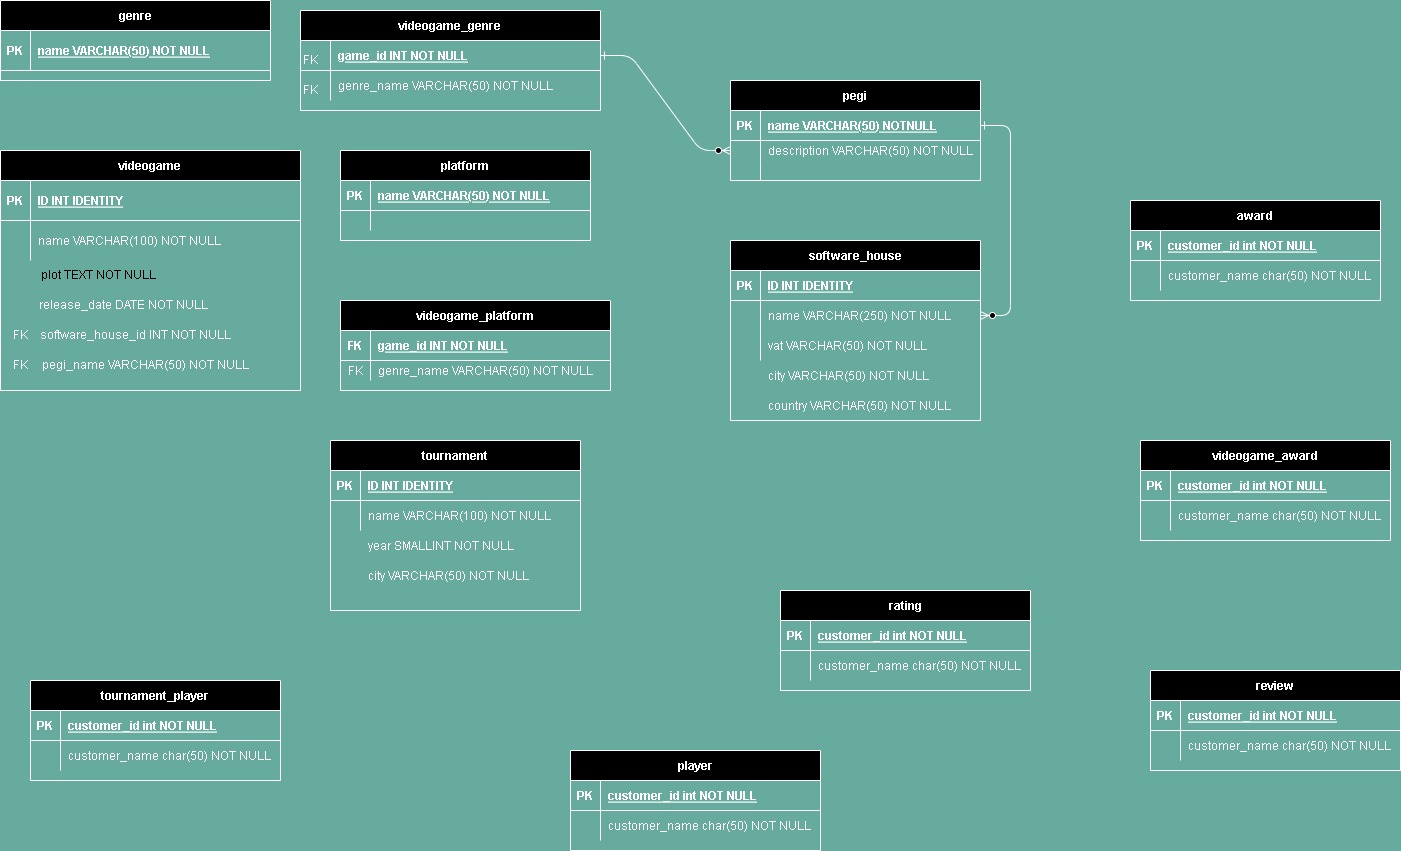 genre
PK name VARCHAR(50) NOT NULL
videogame_genre
FK game_id INT NOT NULL
FK genre_name VARCHAR(50) NOT NULL
pegi
PK name VARCHAR(50) NOTNULL
description VARCHAR(50) NOT NULL
videogame
PK ID INT IDENTITY
name VARCHAR(100) NOT NULL
plot TEXT NOT NULL
release_date DATE NOT NULL
FK software_house_id INT NOT NULL
FK pegi_name VARCHAR(50) NOT NULL
platform
PK name VARCHAR(50) NOT NULL
award
PK customer_id int NOT NULL
customer_name char(50) NOT NULL
software_house
PK ID INT IDENTITY
name VARCHAR(250) NOT NULL
vat VARCHAR(50) NOT NULL
city VARCHAR(50) NOT NULL
country VARCHAR(50) NOT NULL
videogame_platform
FK game_id INT NOT NULL
FK genre_name VARCHAR(50) NOT NULL
tournament
PK ID INT IDENTITY
name VARCHAR(100) NOT NULL
year SMALLINT NOT NULL
city VARCHAR(50) NOT NULL
videogame_award
PK customer_id int NOT NULL
customer_name char(50) NOT NULL
rating
PK customer_id int NOT NULL
customer_name char(50) NOT NULL
tournament_player
PK customer_id int NOT NULL
customer_name char(50) NOT NULL
review
PK customer_id int NOT NULL
customer_name char(50) NOT NULL
player
PK customer_id int NOT NULL
customer_name char(50) NOT NULL